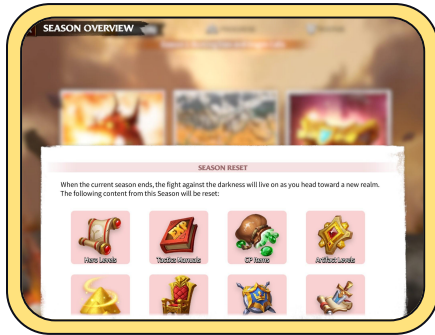 SEASON OVERVIEW
SEASON RESET
When the current season ends, the fight against the darkness will live on as you head toward a new realm.
The following content from this Season will be reset:
Hero Levels
Tactics Manuals
CP Items
Artifact Levels